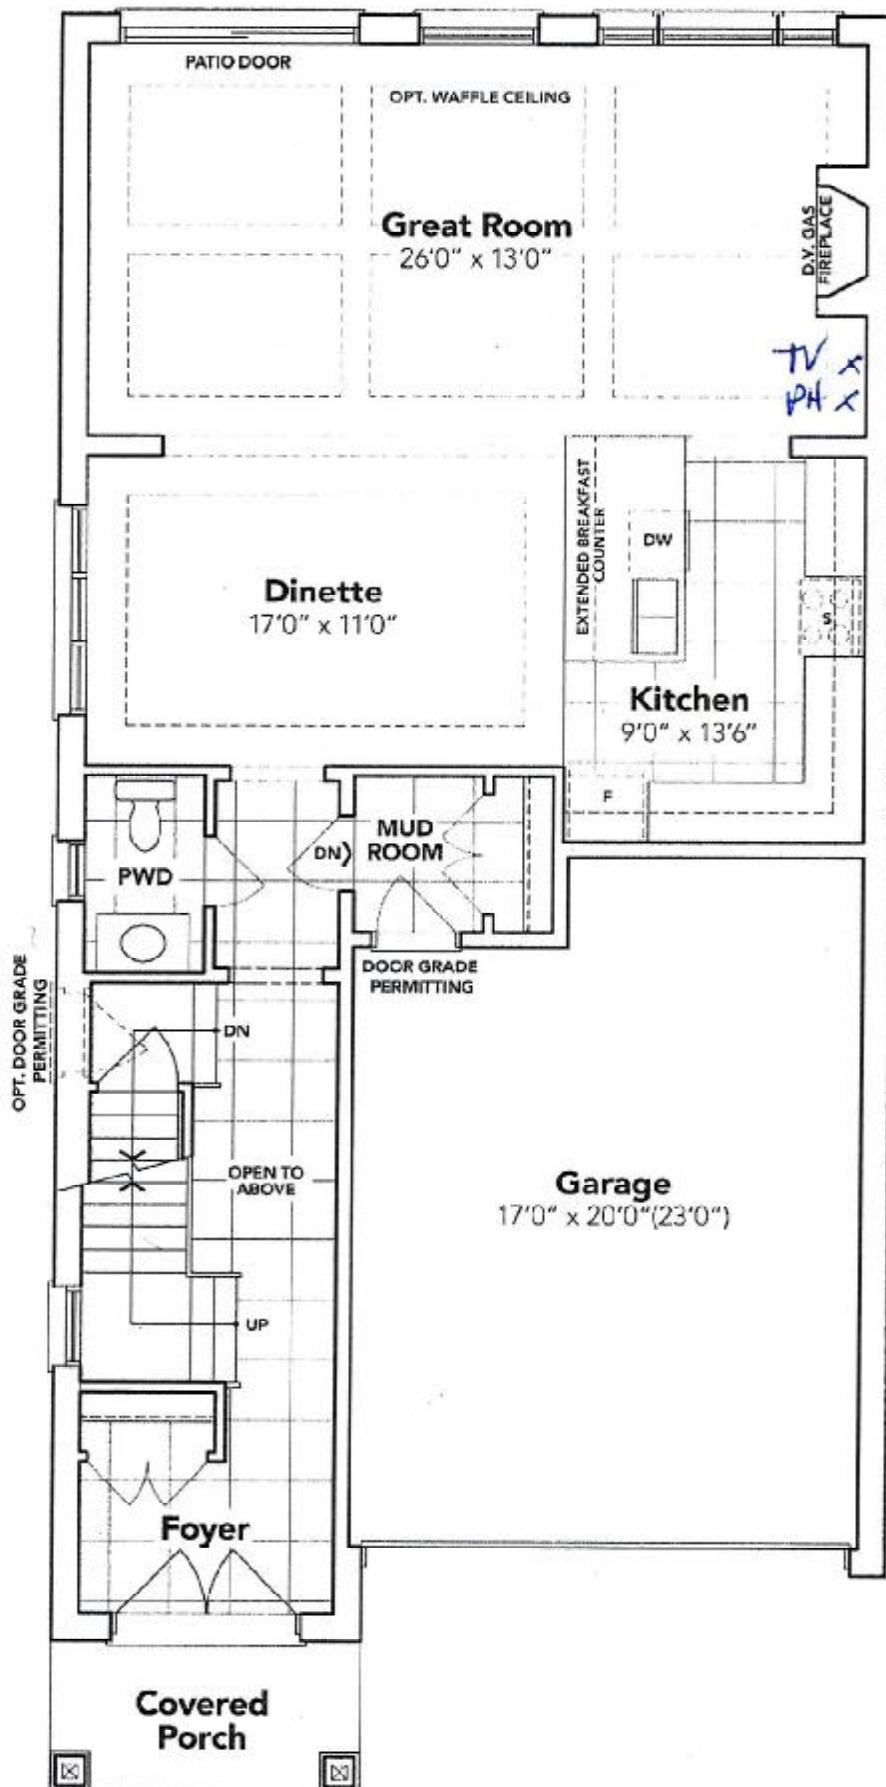 PATIO DOOR
OPT. WAFFLE CEILING
Great Room
26'0" x 13'0"
D.V. GAS
FIREPLACE
TV x
PH x
EXTENDED BREAKFAST
COUNTER
DW
Dinette
17'0" x 11'0"
S
Kitchen
9'0" x 13'6"
F
MUD
ROOM
DN
PWD
DOOR GRADE
PERMITTING
OPT. DOOR GRADE
PERMITTING
DN
OPEN TO
ABOVE
Garage
17'0" x 20'0"(23'0")
UP
Foyer
Covered
Porch